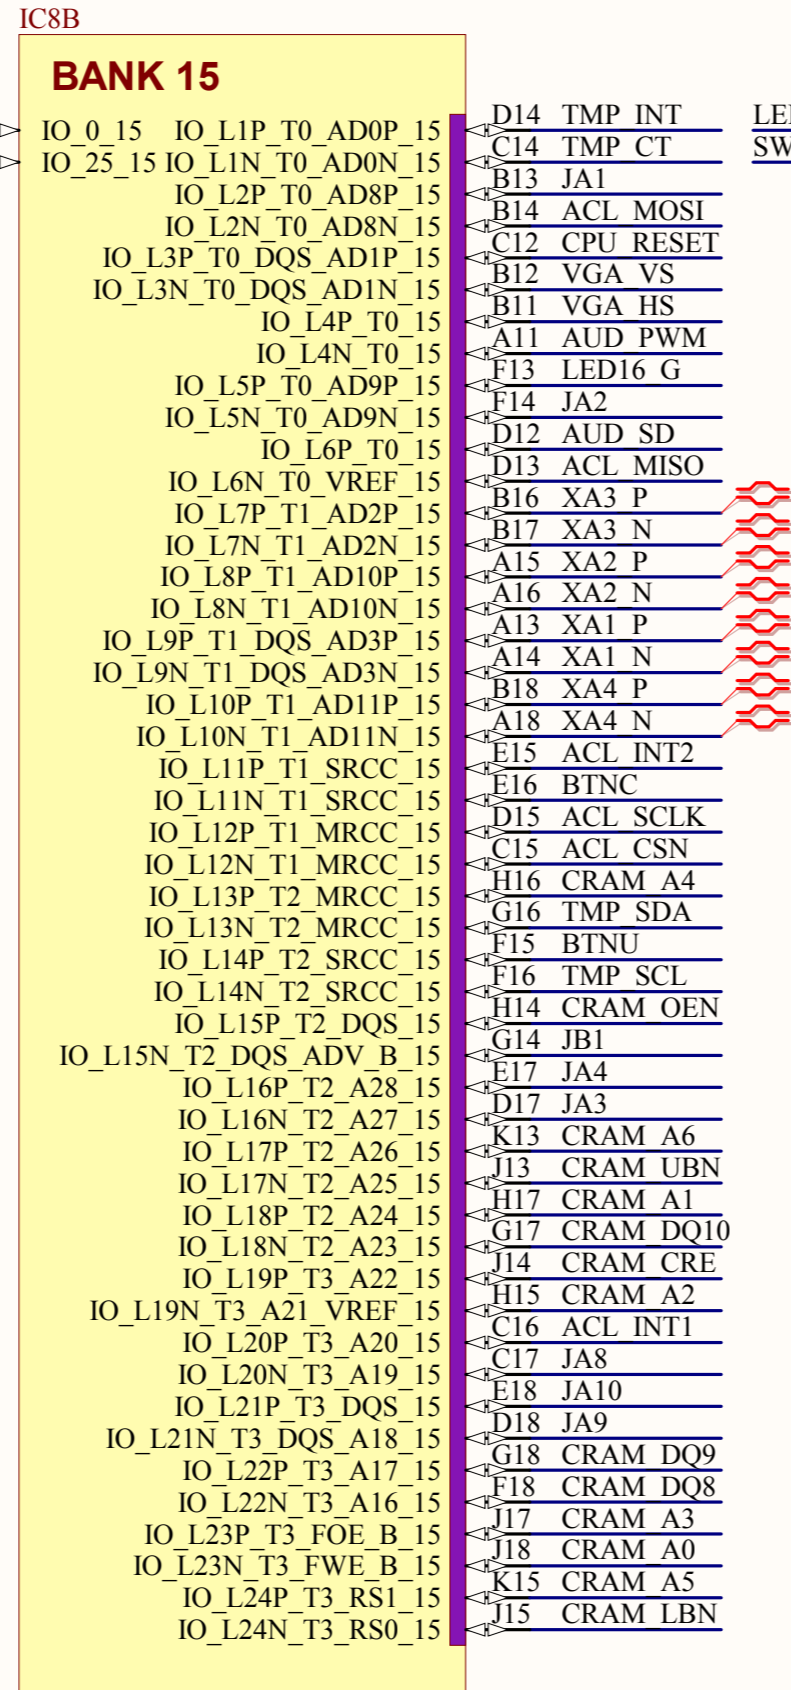 IC8B
BANK 15
IO_0_15 IO_L1P_T0_AD0P_15 D14 TMP_INT
IO_25_15 IO_L1N_T0_AD0N_15 C14 TMP_CT
IO_L2P_T0_AD8P_15 B13 JA1
IO_L2N_T0_AD8N_15 B14 ACL_MOSI
IO_L3P_T0_DQS_AD1P_15 C12 CPU_RESET
IO_L3N_T0_DQS_AD1N_15 B12 VGA_VS
IO_L4P_T0_15 B11 VGA_HS
IO_L4N_T0_15 A11 AUD_PWM
IO_L5P_T0_AD9P_15 F13 LED16_G
IO_L5N_T0_AD9N_15 F14 JA2
IO_L6P_T0_15 D12 AUD_SD
IO_L6N_T0_VREF_15 D13 ACL_MISO
IO_L7P_T1_AD2P_15 B16 XA3_P
IO_L7N_T1_AD2N_15 B17 XA3_N
IO_L8P_T1_AD10P_15 A15 XA2_P
IO_L8N_T1_AD10N_15 A16 XA2_N
IO_L9P_T1_DQS_AD3P_15 A13 XA1_P
IO_L9N_T1_DQS_AD3N_15 A14 XA1_N
IO_L10P_T1_AD11P_15 B18 XA4_P
IO_L10N_T1_AD11N_15 A18 XA4_N
IO_L11P_T1_SRCC_15 E15 ACL_INT2
IO_L11N_T1_SRCC_15 E16 BTNC
IO_L12P_T1_MRCC_15 D15 ACL_SCLK
IO_L12N_T1_MRCC_15 C15 ACL_CSN
IO_L13P_T2_MRCC_15 H16 CRAM_A4
IO_L13N_T2_MRCC_15 G16 TMP_SDA
IO_L14P_T2_SRCC_15 F15 BTNU
IO_L14N_T2_SRCC_15 F16 TMP_SCL
IO_L15P_T2_DQS_15 H14 CRAM_OEN
IO_L15N_T2_DQS_ADV_B_15 G14 JB1
IO_L16P_T2_A28_15 E17 JA4
IO_L16N_T2_A27_15 D17 JA3
IO_L17P_T2_A26_15 K13 CRAM_A6
IO_L17N_T2_A25_15 J13 CRAM_UBN
IO_L18P_T2_A24_15 H17 CRAM_A1
IO_L18N_T2_A23_15 G17 CRAM_DQ10
IO_L19P_T3_A22_15 J14 CRAM_CRE
IO_L19N_T3_A21_VREF_15 H15 CRAM_A2
IO_L20P_T3_A20_15 C16 ACL_INT1
IO_L20N_T3_A19_15 C17 JA8
IO_L21P_T3_DQS_15 E18 JA10
IO_L21N_T3_DQS_A18_15 D18 JA9
IO_L22P_T3_A17_15 G18 CRAM_DQ9
IO_L22N_T3_A16_15 F18 CRAM_DQ8
IO_L23P_T3_FOE_B_15 J17 CRAM_A3
IO_L23N_T3_FWE_B_15 J18 CRAM_A0
IO_L24P_T3_RS1_15 K15 CRAM_A5
IO_L24N_T3_RS0_15 J15 CRAM_LBN